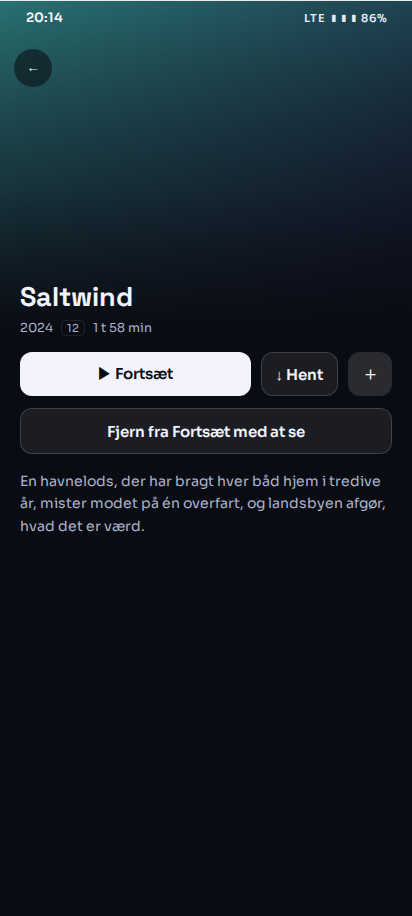 20:14
LTE 86%
←
Saltwind
2024 12 1 t 58 min
▶ Fortsæt
↓ Hent
+
Fjern fra Fortsæt med at se
En havnelods, der har bragt hver båd hjem i tredive
år, mister modet på én overfart, og landsbyen afgør,
hvad det er værd.